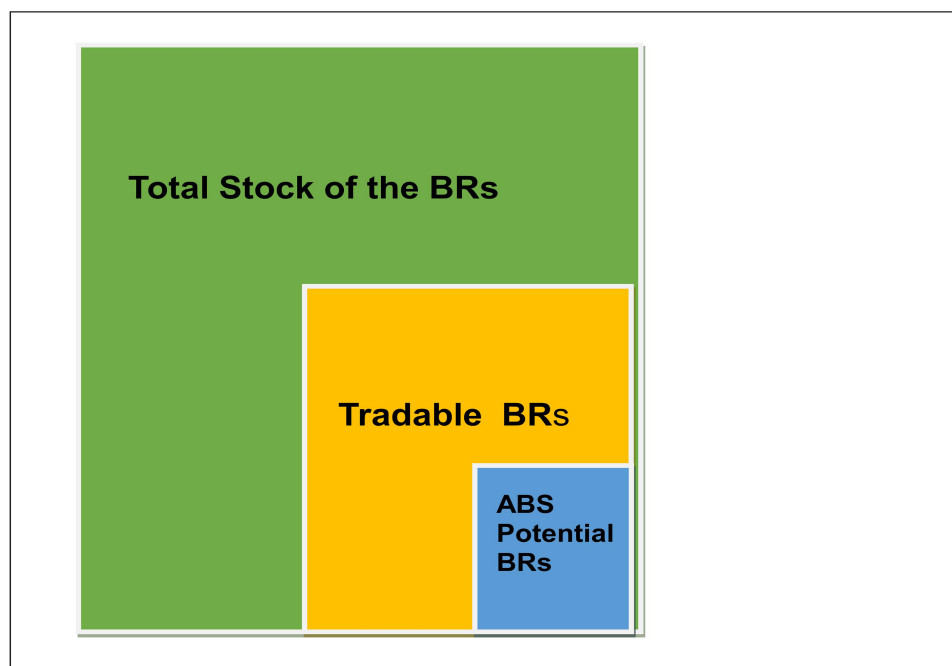 Total Stock of the BRs
Tradable  BRs
ABS
Potential
BRs